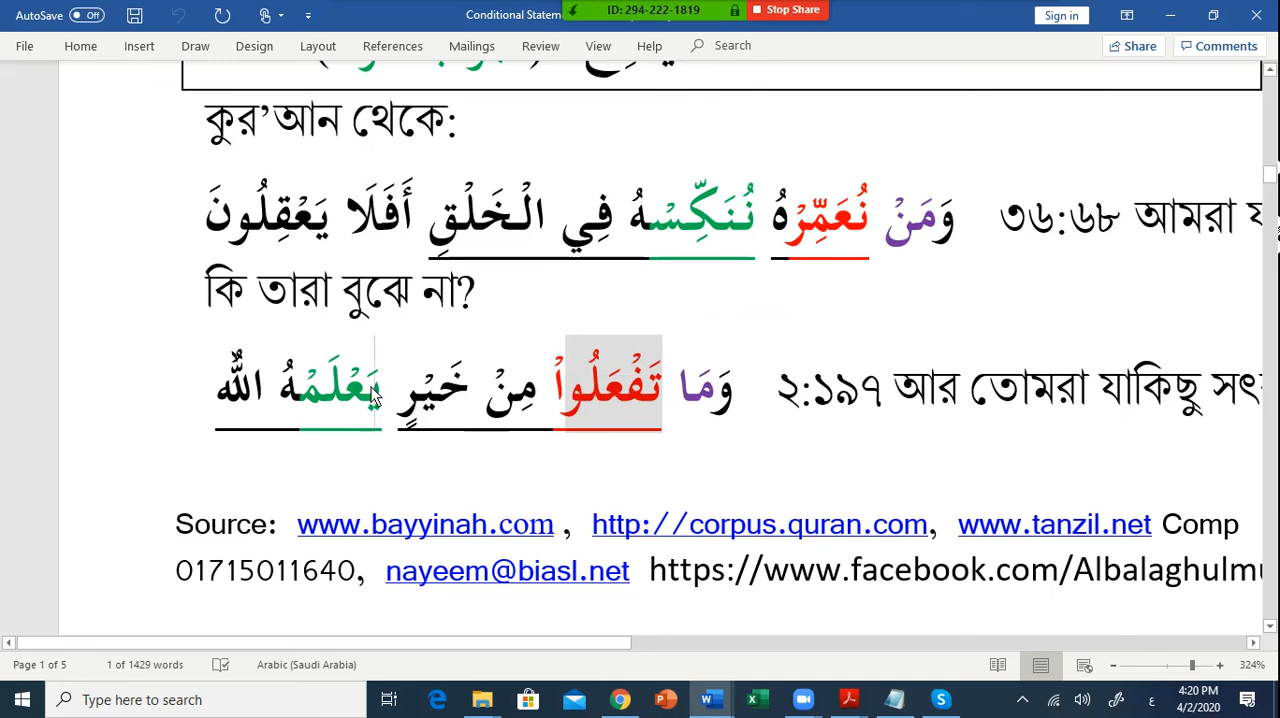 AutoSave Off Conditional Statem ID: 294-222-1819 Stop Share Sign in
File Home Insert Draw Design Layout References Mailings Review View Help Search Share Comments
কুর’আন থেকে:
৩৬:৬৮ আমরা য وَمَنْ نُعَمِّرْهُ نُنَكِّسْهُ فِي الْخَلْقِ أَفَلَا يَعْقِلُونَ
কি তারা বুঝে না?
২:১৯৭ আর তোমরা যাকিছু সৎ وَمَا تَفْعَلُواْ مِنْ خَيْرٍ يَعْلَمْهُ اللّٰه
Source: www.bayyinah.com , http://corpus.quran.com, www.tanzil.net Comp
01715011640, nayeem@biasl.net https://www.facebook.com/Albalaghulmu
Page 1 of 5 1 of 1429 words Arabic (Saudi Arabia) 324%
Type here to search ع 4:20 PM
4/2/2020